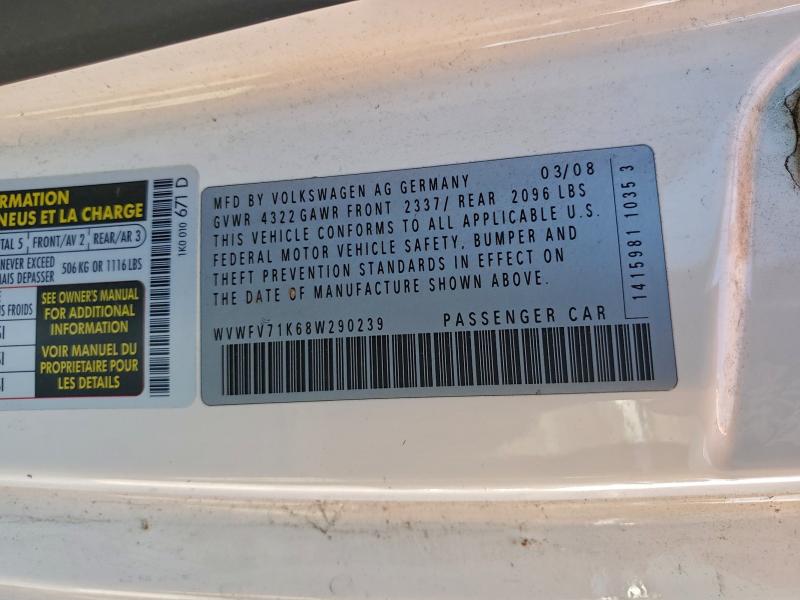 RMATION
NEUS ET LA CHARGE
TAL 5 FRONT/AV 2 REAR/AR 3
NEVER EXCEED
MAIS DEPASSER 506 KG OR 1116 LBS
US FROIDS
SEE OWNER'S MANUAL
FOR ADDITIONAL
INFORMATION
VOIR MANUEL DU
PROPRIETAIRE POUR
LES DETAILS
1K0 010 671 D
MFD BY VOLKSWAGEN AG GERMANY 03/08
GVWR 4322 GAWR FRONT 2337/ REAR 2096 LBS
THIS VEHICLE CONFORMS TO ALL APPLICABLE U.S.
FEDERAL MOTOR VEHICLE SAFETY, BUMPER AND
THEFT PREVENTION STANDARDS IN EFFECT ON
THE DATE OF MANUFACTURE SHOWN ABOVE.
WVWFV71K68W290239 PASSENGER CAR
1415981 1035 3